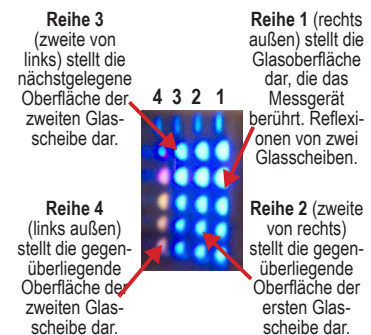 Reihe 3
(zweite von
links) stellt die
nächstgelegene
Oberfläche der
zweiten Glas-
scheibe dar.
4 3 2 1
Reihe 1 (rechts
außen) stellt die
Glasoberfläche
dar, die das
Messgerät
berührt. Reflexi-
onen von zwei
Glasscheiben.
Reihe 4
(links außen)
stellt die gegen-
überliegende
Oberfläche der
zweiten Glas-
scheibe dar.
Reihe 2 (zweite
von rechts)
stellt die gegen-
überliegende
Oberfläche der
ersten Glas-
scheibe dar.